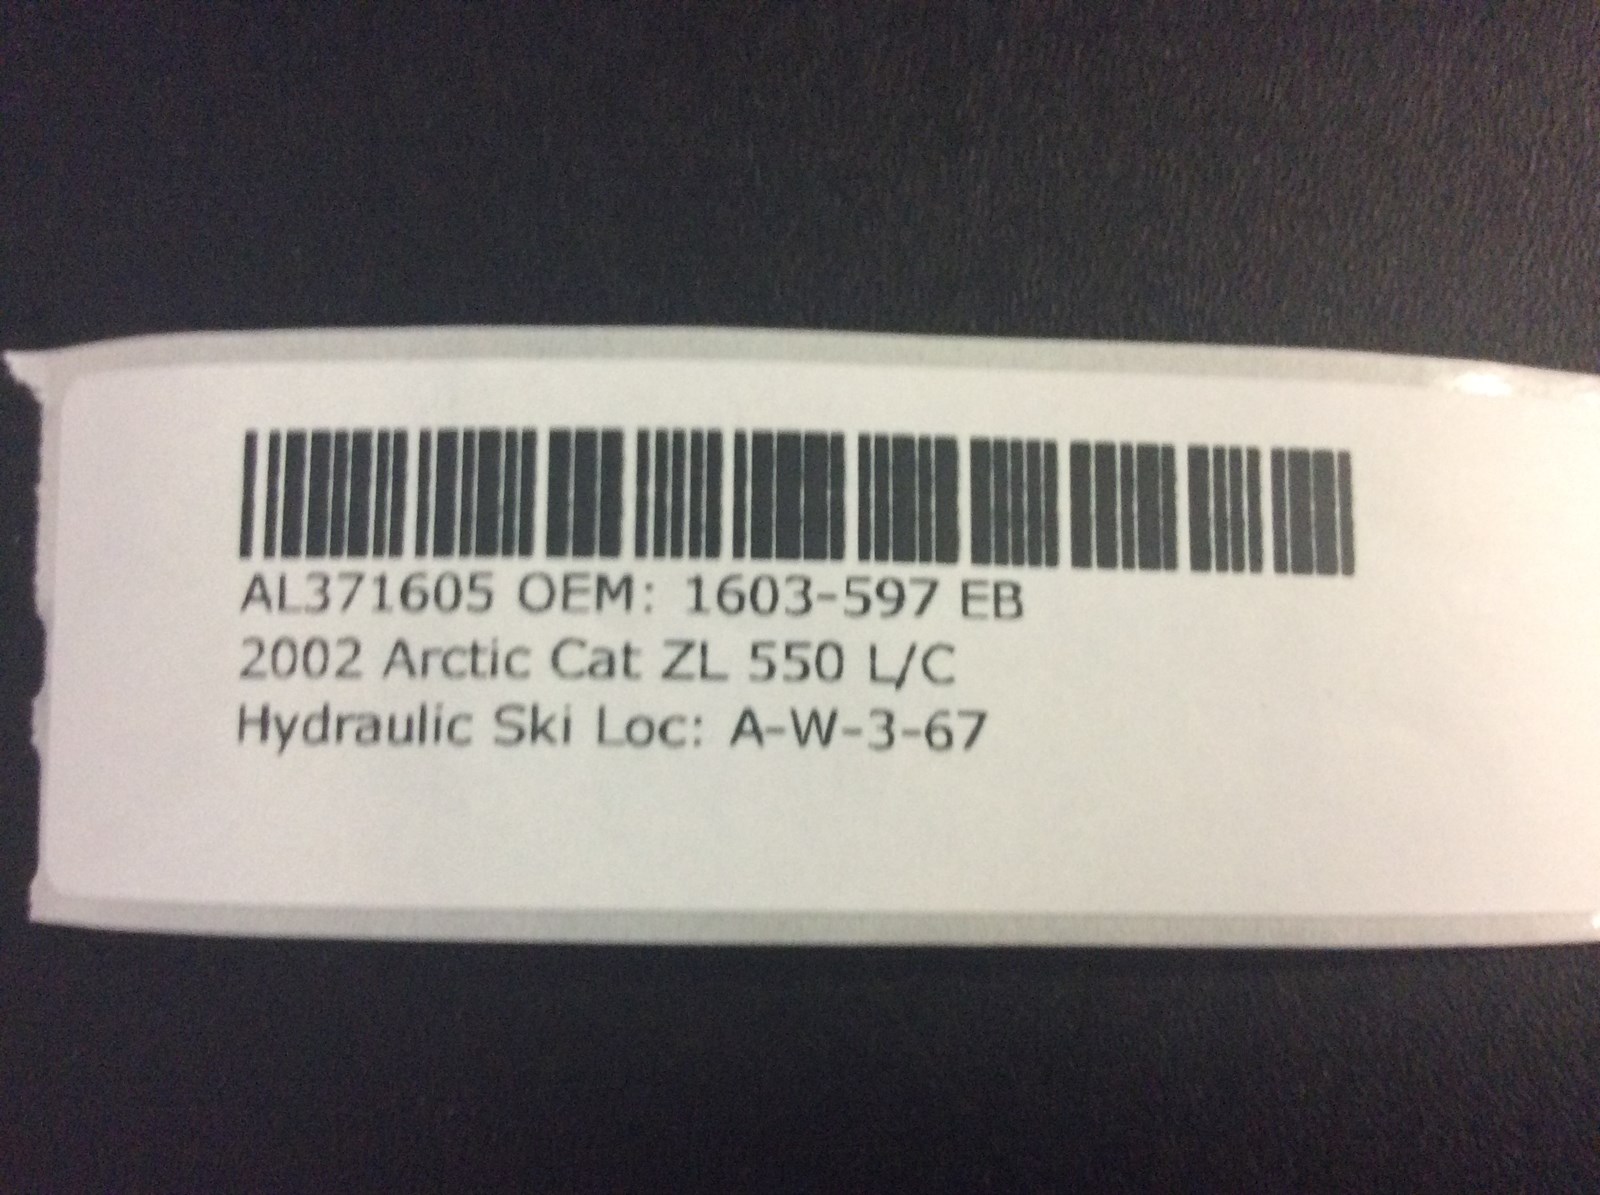 AL371605 OEM: 1603-597 EB
2002 Arctic Cat ZL 550 L/C
Hydraulic Ski Loc: A-W-3-67